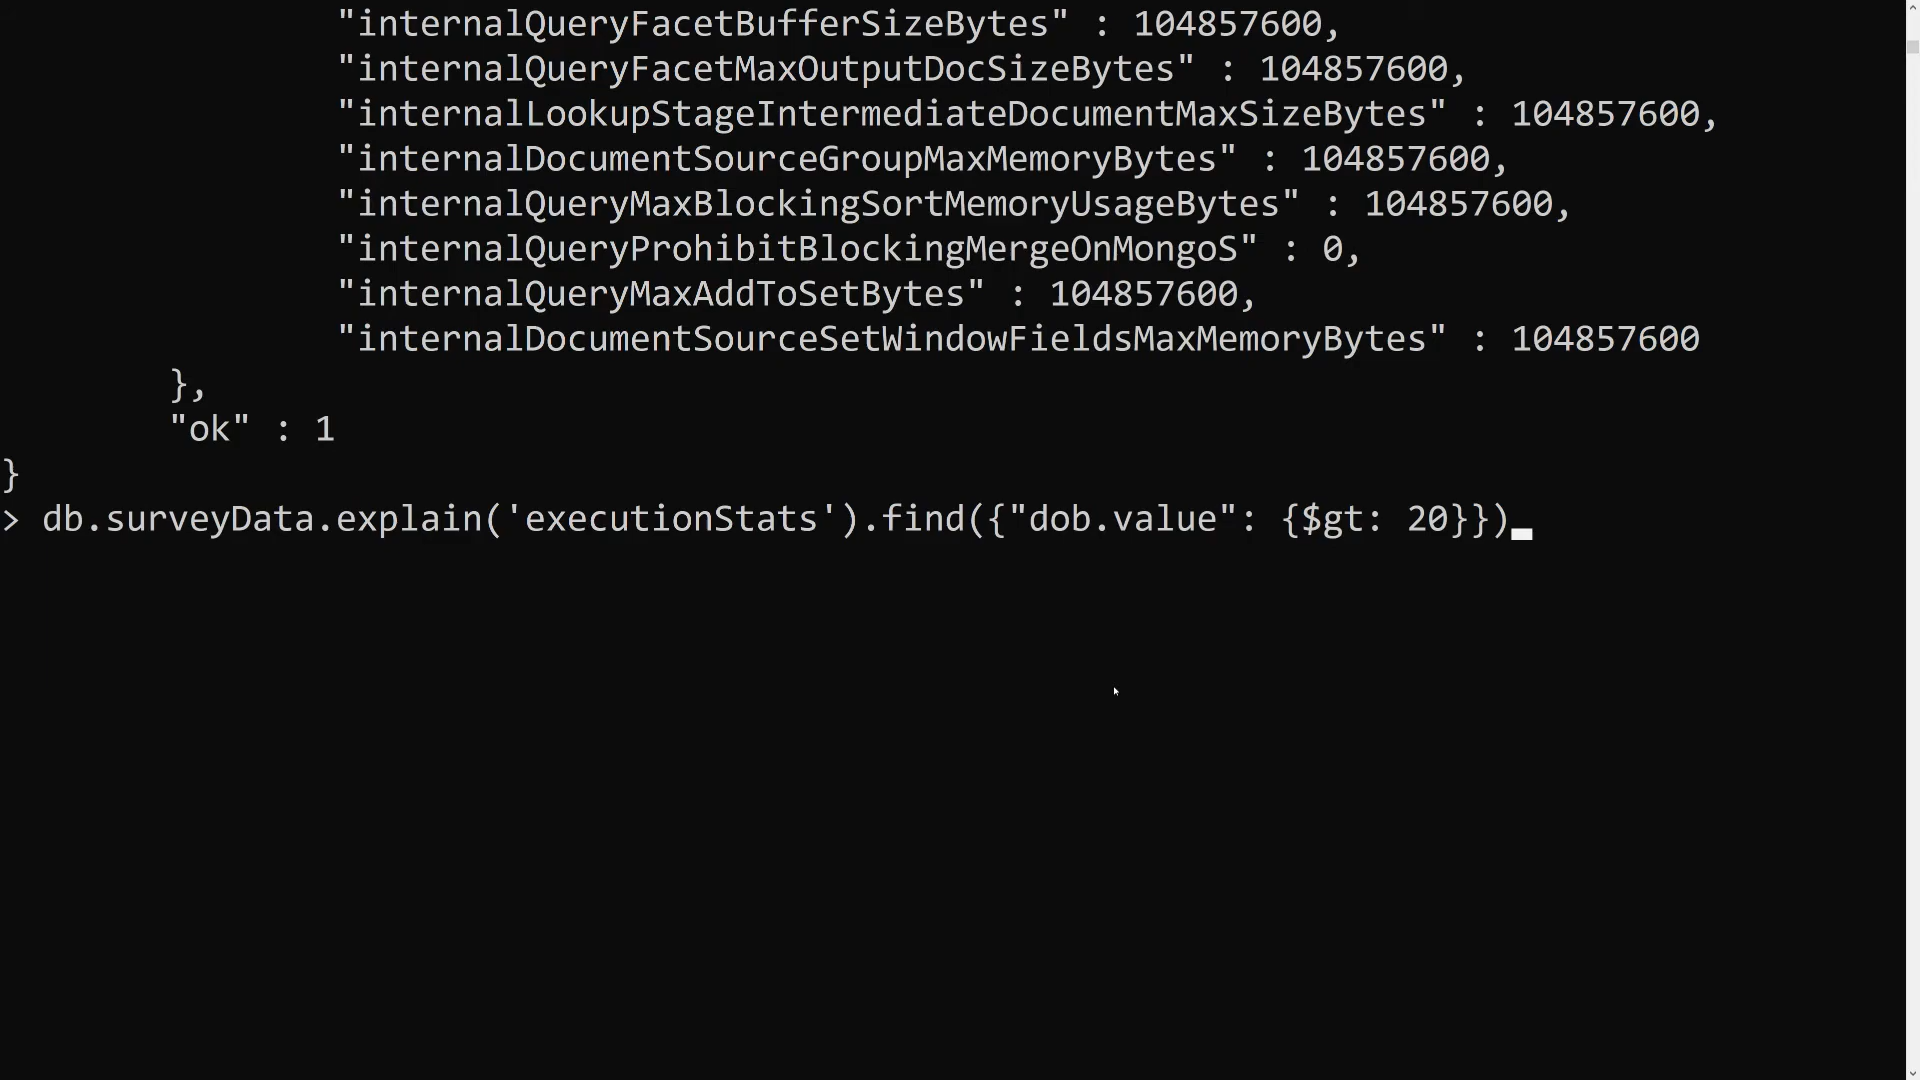 "internalQueryFacetBufferSizeBytes" : 104857600,
"internalQueryFacetMaxOutputDocSizeBytes" : 104857600,
"internalLookupStageIntermediateDocumentMaxSizeBytes" : 104857600,
"internalDocumentSourceGroupMaxMemoryBytes" : 104857600,
"internalQueryMaxBlockingSortMemoryUsageBytes" : 104857600,
"internalQueryProhibitBlockingMergeOnMongoS" : 0,
"internalQueryMaxAddToSetBytes" : 104857600,
"internalDocumentSourceSetWindowFieldsMaxMemoryBytes" : 104857600
},
"ok" : 1
}
> db.surveyData.explain('executionStats').find({"dob.value": {$gt: 20}})